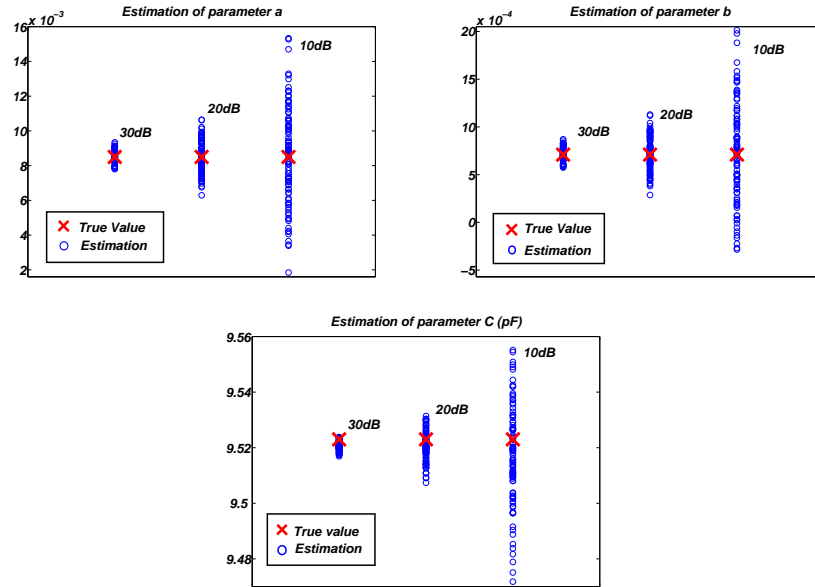 Estimation of parameter a
x 10⁻³
16
14
12
10
8
6
4
2
30dB
20dB
10dB
True Value
Estimation
Estimation of parameter b
x 10⁻⁴
20
15
10
5
0
−5
30dB
20dB
10dB
True Value
Estimation
Estimation of parameter C (pF)
9.56
9.54
9.52
9.5
9.48
30dB
20dB
10dB
True value
Estimation